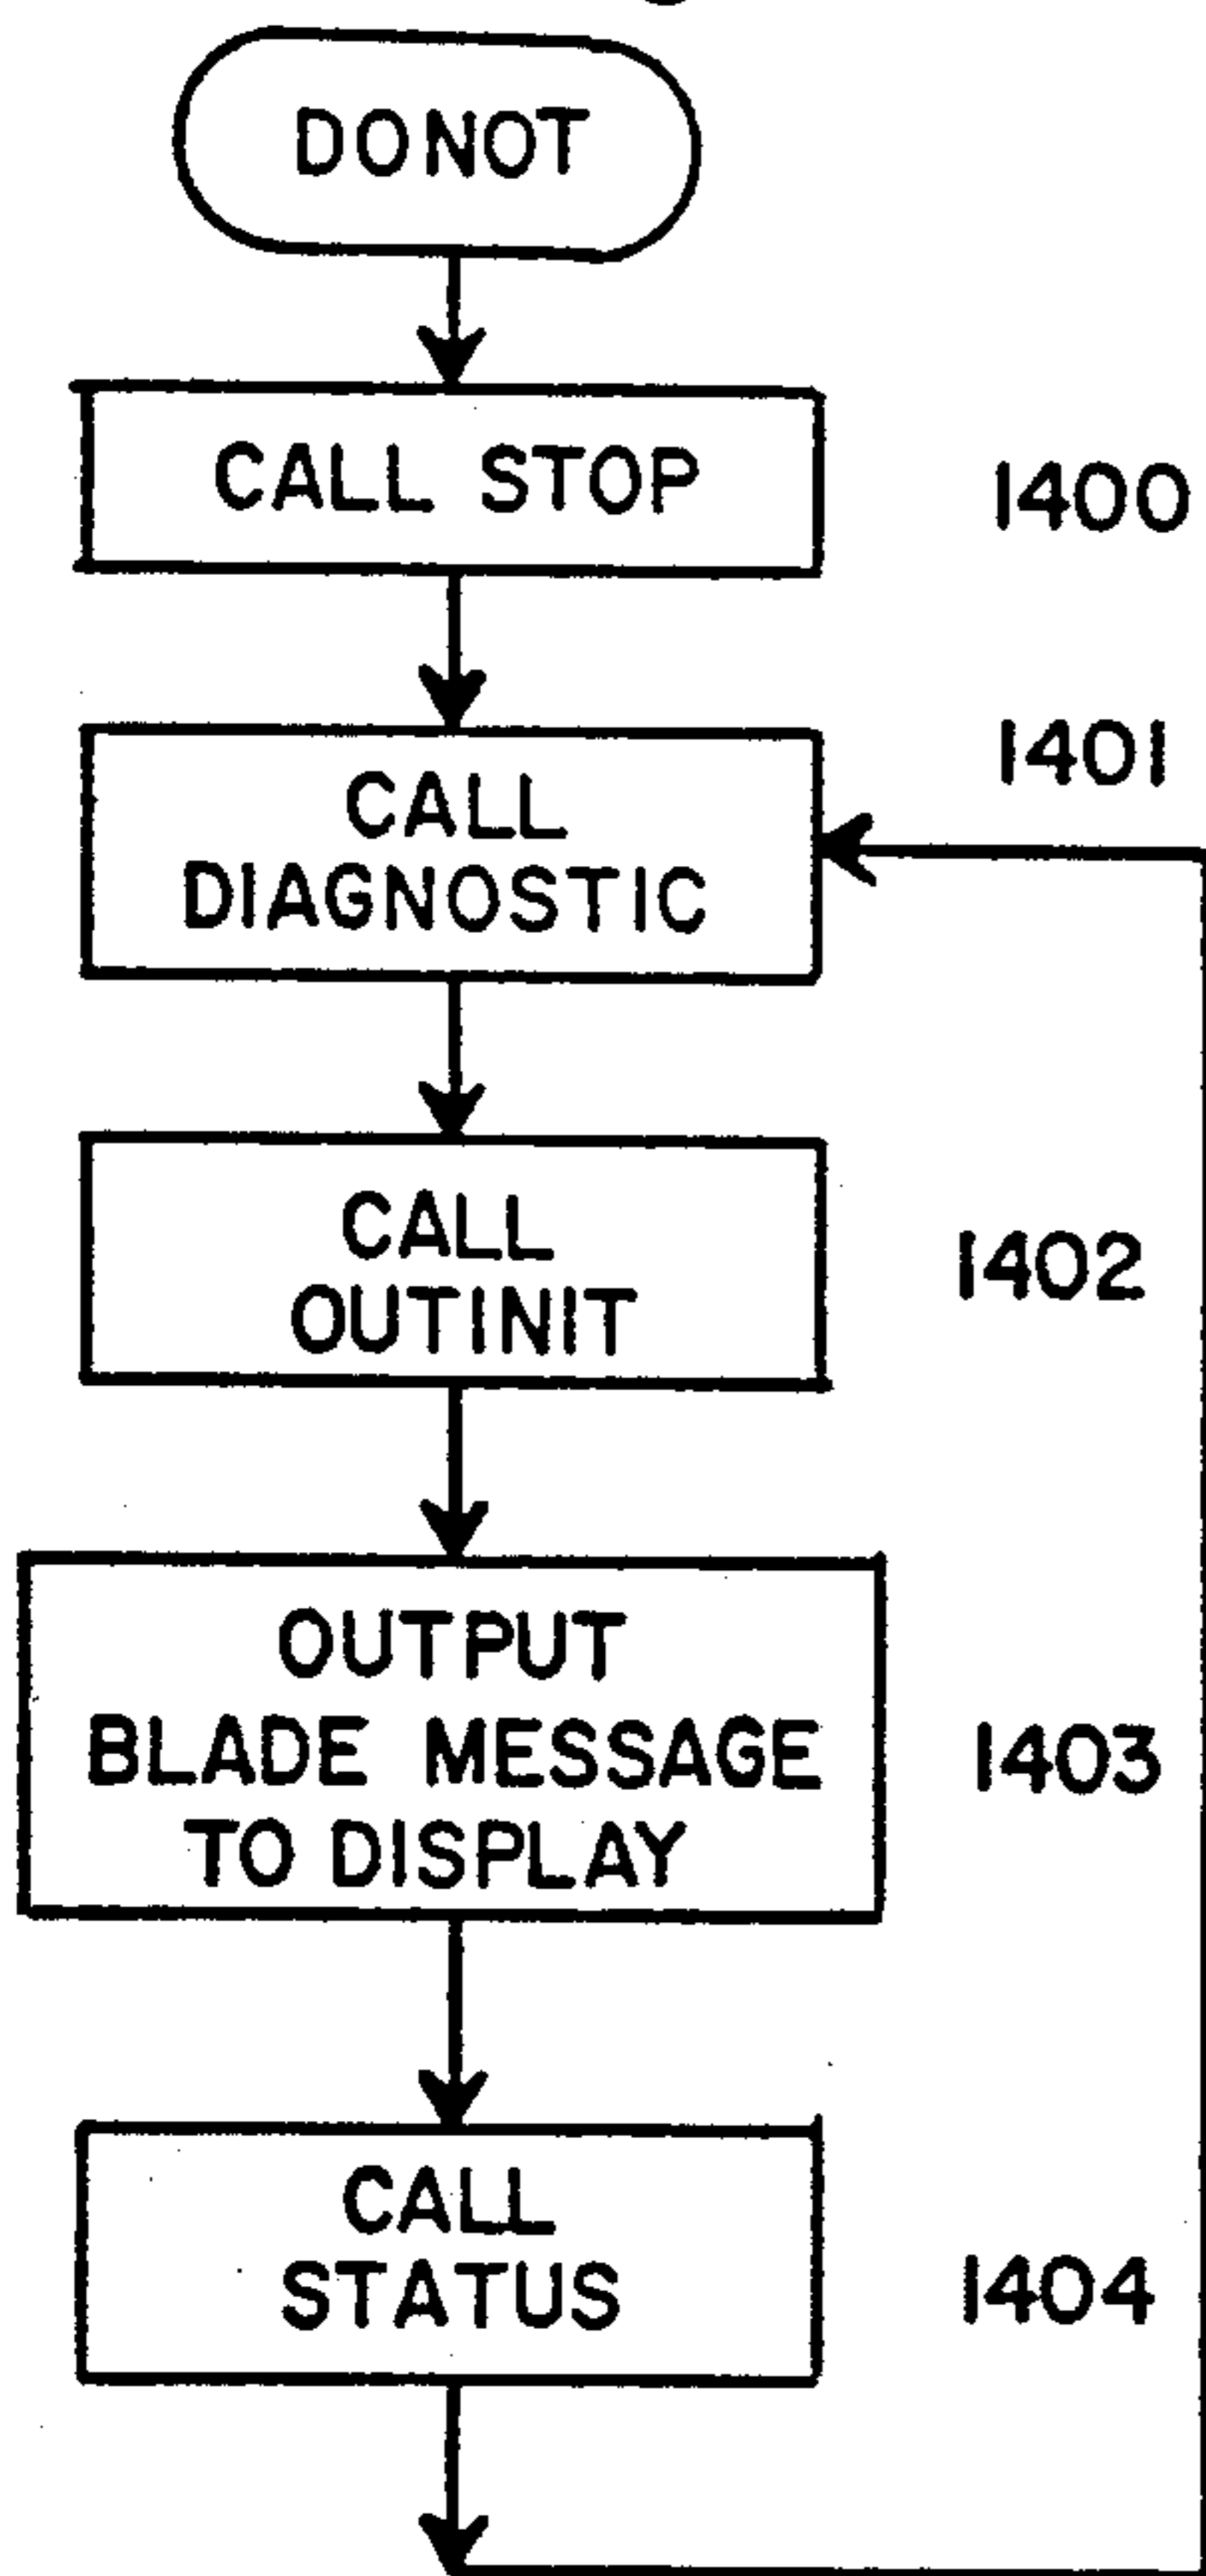 DONOT
CALL STOP
1400
CALL
DIAGNOSTIC
1401
CALL
OUTINIT
1402
OUTPUT
BLADE MESSAGE
TO DISPLAY
1403
CALL
STATUS
1404